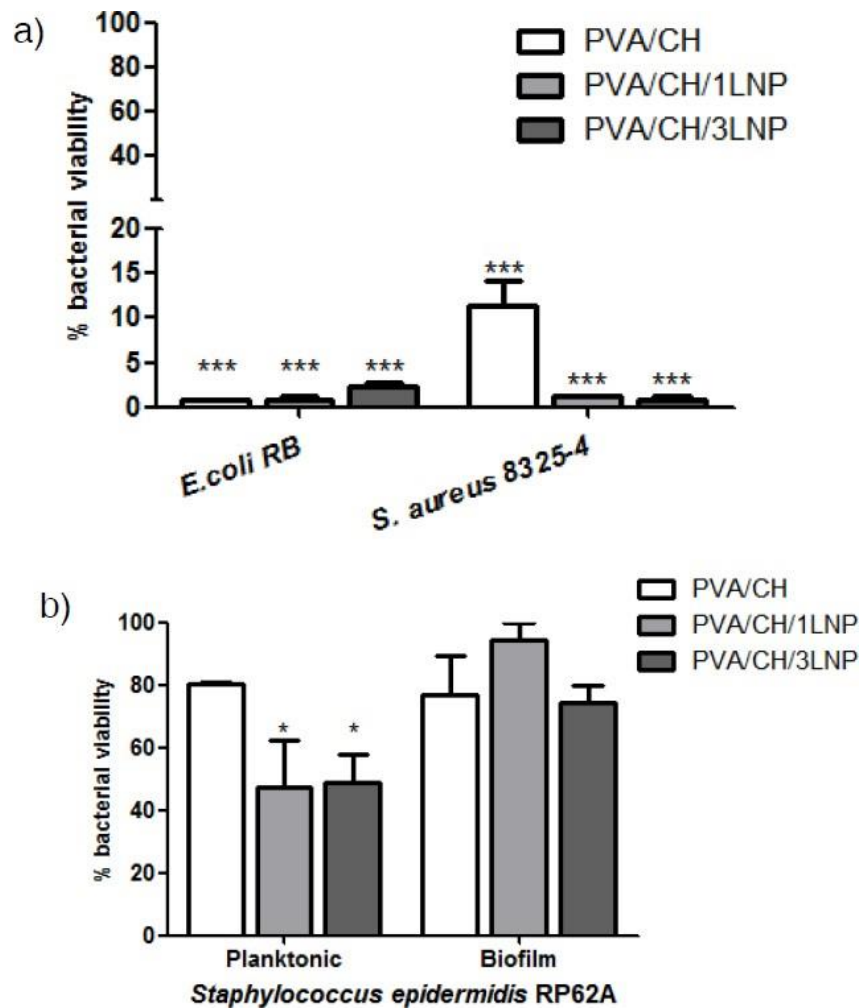 a)
100
80
60
40
20
15
10
5
0
% bacterial viability
PVA/CH
PVA/CH/1LNP
PVA/CH/3LNP
*** *** *** *** *** ***
E.coli RB
S. aureus 8325-4
b)
100
80
60
40
20
0
% bacterial viability
PVA/CH
PVA/CH/1LNP
PVA/CH/3LNP
* *
Planktonic Biofilm
Staphylococcus epidermidis RP62A